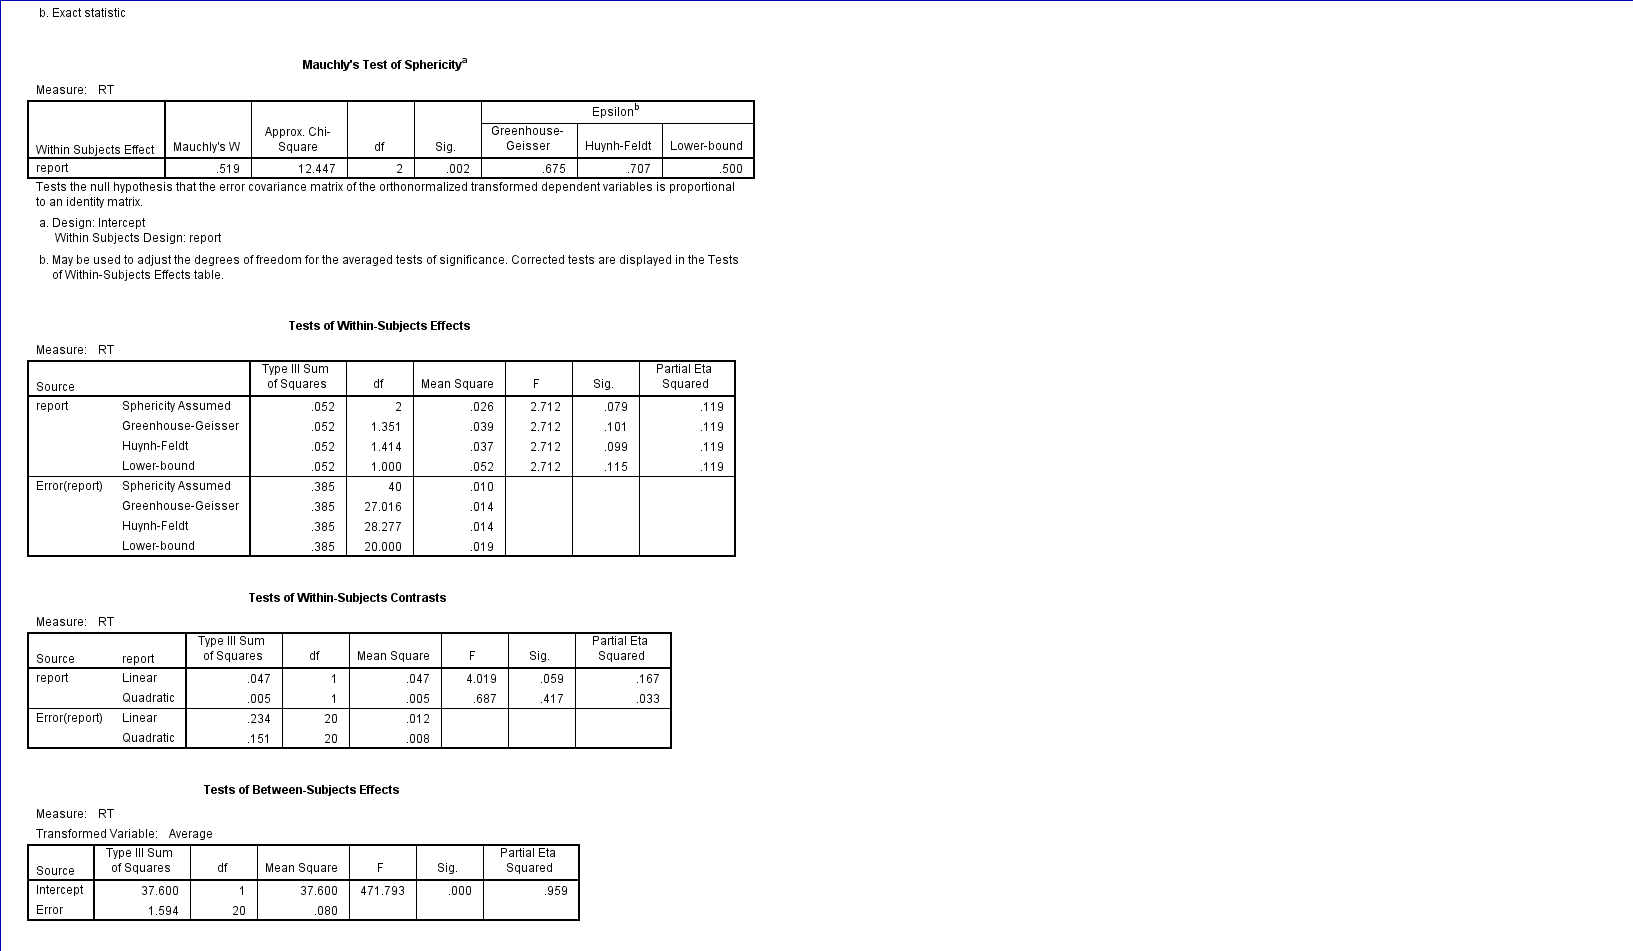 b. Exact statistic
Mauchly's Test of Sphericitya
Measure: RT
Epsilonb
Within Subjects Effect Mauchly's W Approx. Chi-Square df Sig. Greenhouse-Geisser Huynh-Feldt Lower-bound
report .519 12.447 2 .002 .675 .707 .500
Tests the null hypothesis that the error covariance matrix of the orthonormalized transformed dependent variables is proportional
to an identity matrix.
a. Design: Intercept
Within Subjects Design: report
b. May be used to adjust the degrees of freedom for the averaged tests of significance. Corrected tests are displayed in the Tests
of Within-Subjects Effects table.
Tests of Within-Subjects Effects
Measure: RT
Source Type III Sum of Squares df Mean Square F Sig. Partial Eta Squared
report Sphericity Assumed .052 2 .026 2.712 .079 .119
Greenhouse-Geisser .052 1.351 .039 2.712 .101 .119
Huynh-Feldt .052 1.414 .037 2.712 .099 .119
Lower-bound .052 1.000 .052 2.712 .115 .119
Error(report) Sphericity Assumed .385 40 .010
Greenhouse-Geisser .385 27.016 .014
Huynh-Feldt .385 28.277 .014
Lower-bound .385 20.000 .019
Tests of Within-Subjects Contrasts
Measure: RT
Source report Type III Sum of Squares df Mean Square F Sig. Partial Eta Squared
report Linear .047 1 .047 4.019 .059 .167
Quadratic .005 1 .005 .687 .417 .033
Error(report) Linear .234 20 .012
Quadratic .151 20 .008
Tests of Between-Subjects Effects
Measure: RT
Transformed Variable: Average
Source Type III Sum of Squares df Mean Square F Sig. Partial Eta Squared
Intercept 37.600 1 37.600 471.793 .000 .959
Error 1.594 20 .080